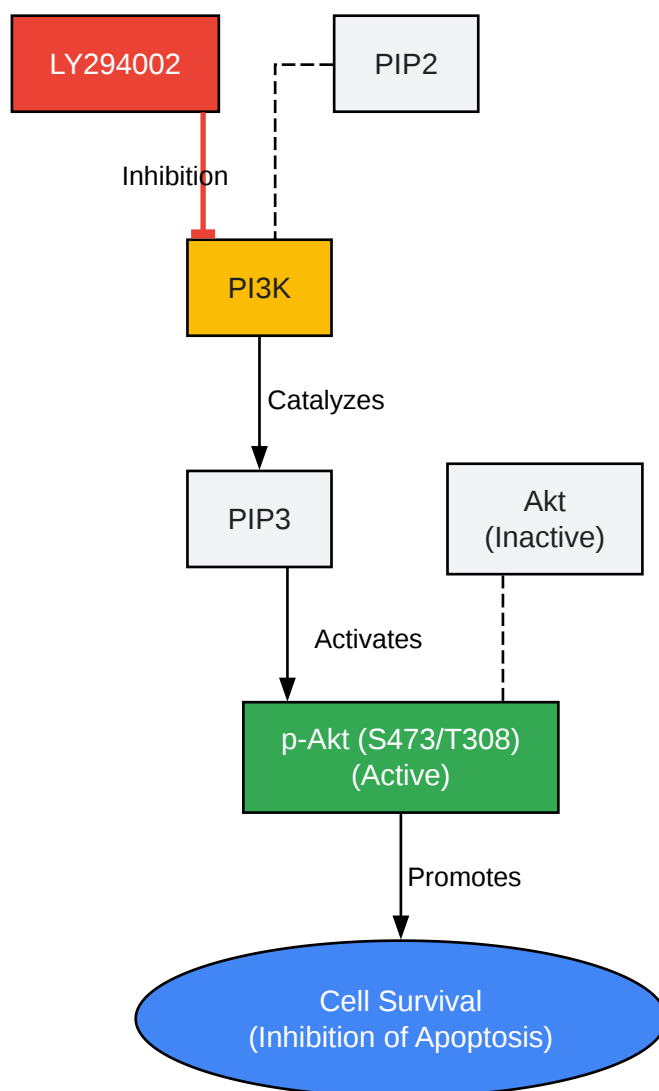 LY294002
PIP2
Inhibition
PI3K
Catalyzes
PIP3
Akt
(Inactive)
Activates
p-Akt (S473/T308)
(Active)
Promotes
Cell Survival
(Inhibition of Apoptosis)